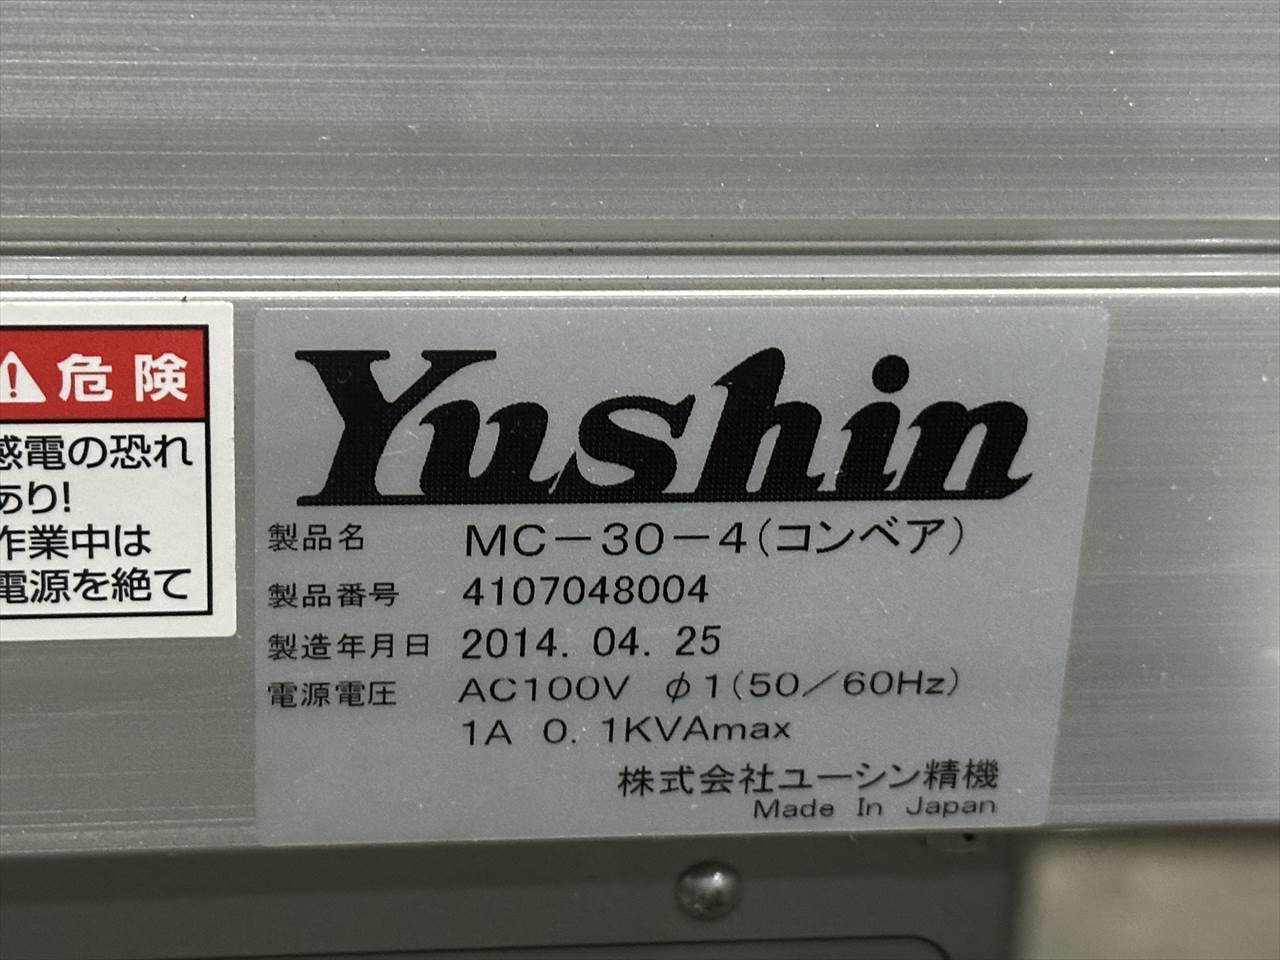 危険
感電の恐れ
あり!
作業中は
電源を絶て
Yushin
製品名 MC-30-4(コンベア)
製品番号 4107048004
製造年月日 2014. 04. 25
電源電圧 AC100V φ1(50/60Hz)
1A 0. 1KVAmax
株式会社ユーシン精機
Made In Japan